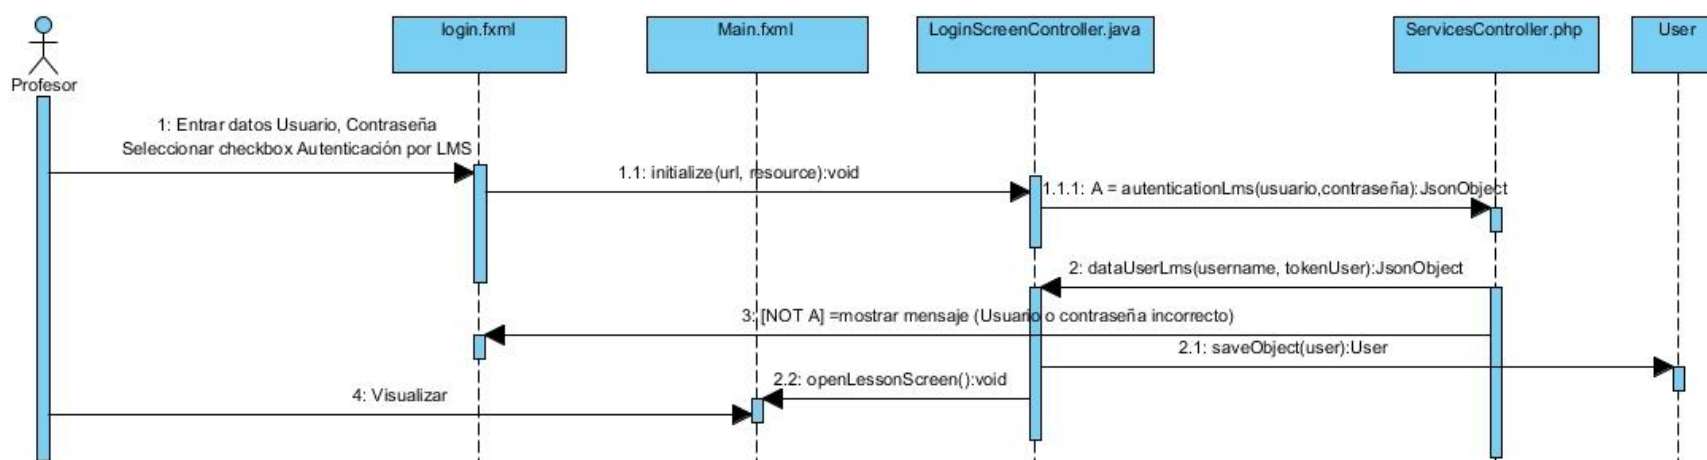 login.fxml
Main.fxml
LoginScreenController.java
ServicesController.php
User
Profesor
1: Entrar datos Usuario, Contraseña
Seleccionar checkbox Autenticación por LMS
1.1: initialize(url, resource):void
1.1.1: A = autenticationLms(usuario,contraseña):JsonObject
2: dataUserLms(username, tokenUser):JsonObject
3: [NOT A] =mostrar mensaje (Usuario o contraseña incorrecto)
2.1: saveObject(user):User
2.2: openLessonScreen():void
4: Visualizar